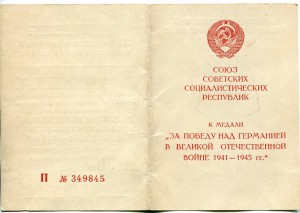 П № 349845
СОЮЗ
СОВЕТСКИХ
СОЦИАЛИСТИЧЕСКИХ
РЕСПУБЛИК
К МЕДАЛИ
„ЗА ПОБЕДУ НАД ГЕРМАНИЕЙ
В ВЕЛИКОЙ ОТЕЧЕСТВЕННОЙ
ВОЙНЕ 1941—1945 гг.“